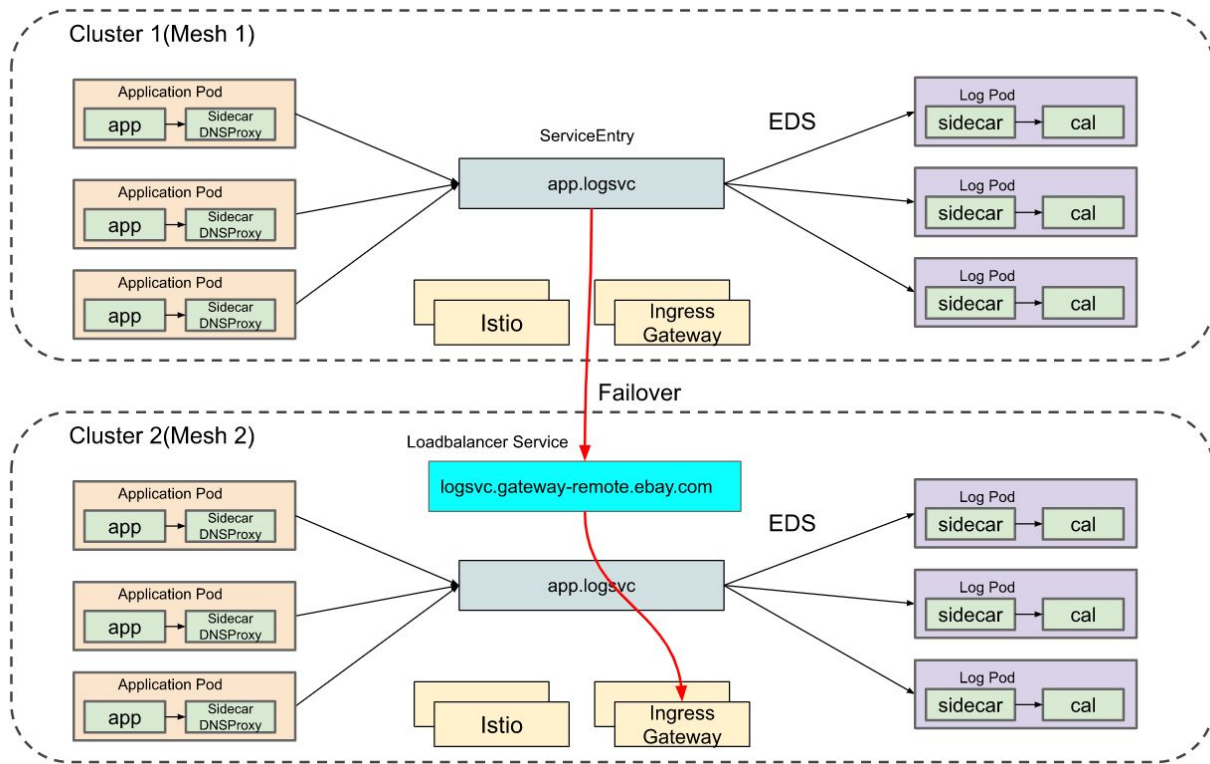 Cluster 1(Mesh 1)
Application Pod
app
Sidecar
DNSProxy
Application Pod
app
Sidecar
DNSProxy
Application Pod
app
Sidecar
DNSProxy
ServiceEntry
app.logsvc
EDS
Log Pod
sidecar
cal
Log Pod
sidecar
cal
Log Pod
sidecar
cal
Istio
Ingress
Gateway
Failover
Cluster 2(Mesh 2)
Loadbalancer Service
logsvc.gateway-remote.ebay.com
Application Pod
app
Sidecar
DNSProxy
Application Pod
app
Sidecar
DNSProxy
Application Pod
app
Sidecar
DNSProxy
app.logsvc
EDS
Log Pod
sidecar
cal
Log Pod
sidecar
cal
Log Pod
sidecar
cal
Istio
Ingress
Gateway